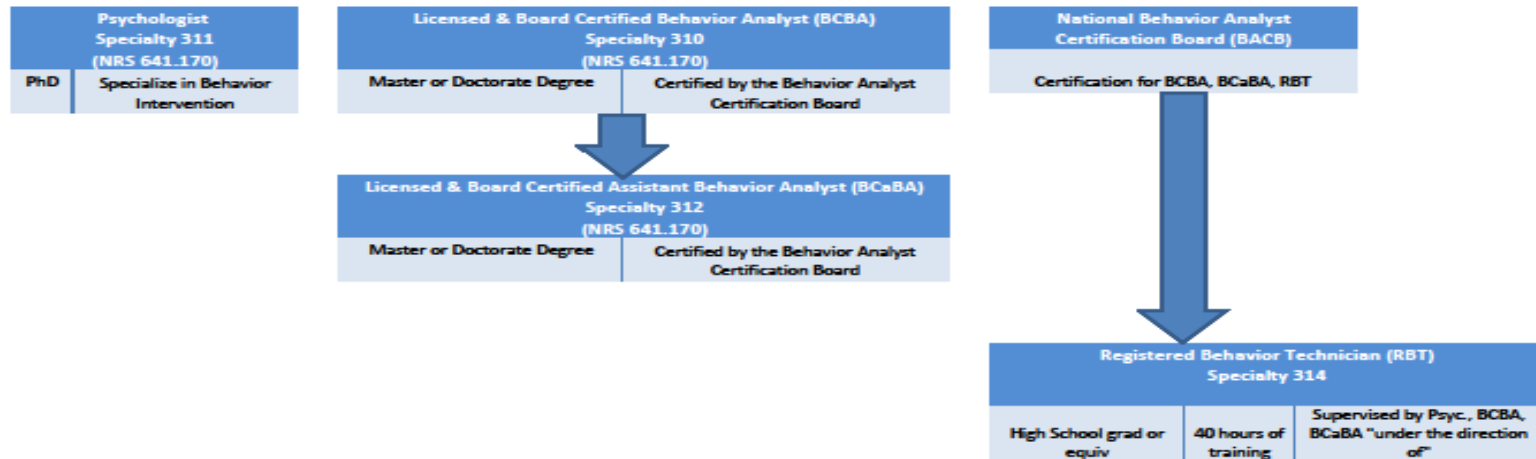 Psychologist
Specialty 311
(NRS 641.170)
PhD
Specialize in Behavior
Intervention
Licensed & Board Certified Behavior Analyst (BCBA)
Specialty 310
(NRS 641.170)
Master or Doctorate Degree
Certified by the Behavior Analyst
Certification Board
National Behavior Analyst
Certification Board (BACB)
Certification for BCBA, BCaBA, RBT
Licensed & Board Certified Assistant Behavior Analyst (BCaBA)
Specialty 312
(NRS 641.170)
Master or Doctorate Degree
Certified by the Behavior Analyst
Certification Board
Registered Behavior Technician (RBT)
Specialty 314
High School grad or
equiv
40 hours of
training
Supervised by Psyc., BCBA,
BCaBA "under the direction
of"